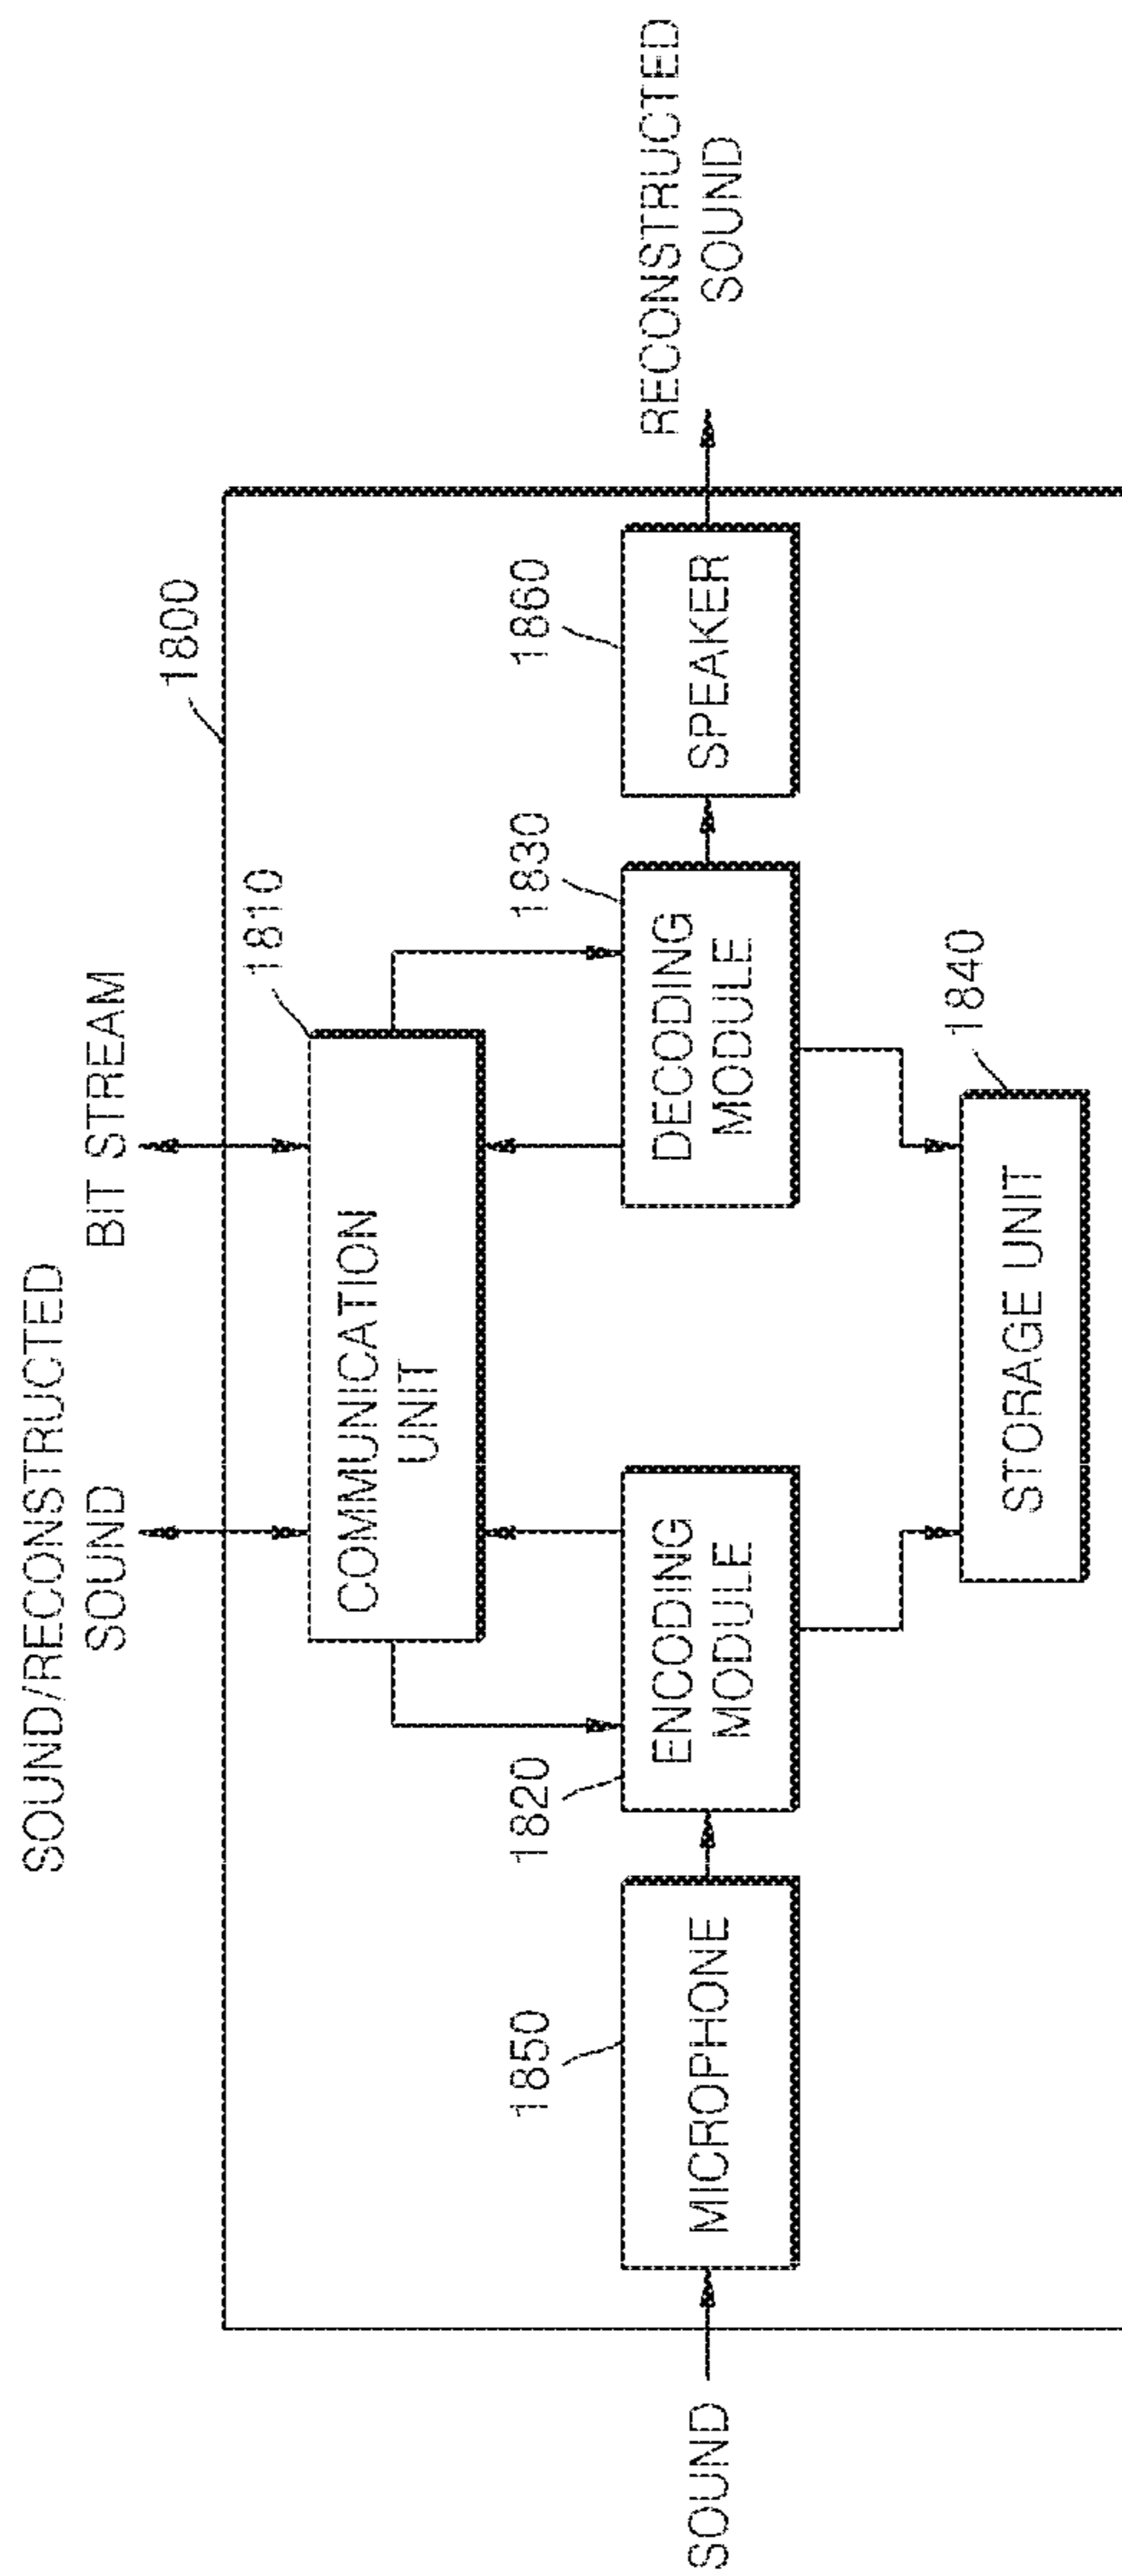 SOUND/RECONSTRUCTED
SOUND
BIT STREAM
1800
1810
COMMUNICATION
UNIT
SOUND
1850
MICROPHONE
1820
ENCODING
MODULE
1830
DECODING
MODULE
1860
SPEAKER
RECONSTRUCTED
SOUND
1840
STORAGE UNIT